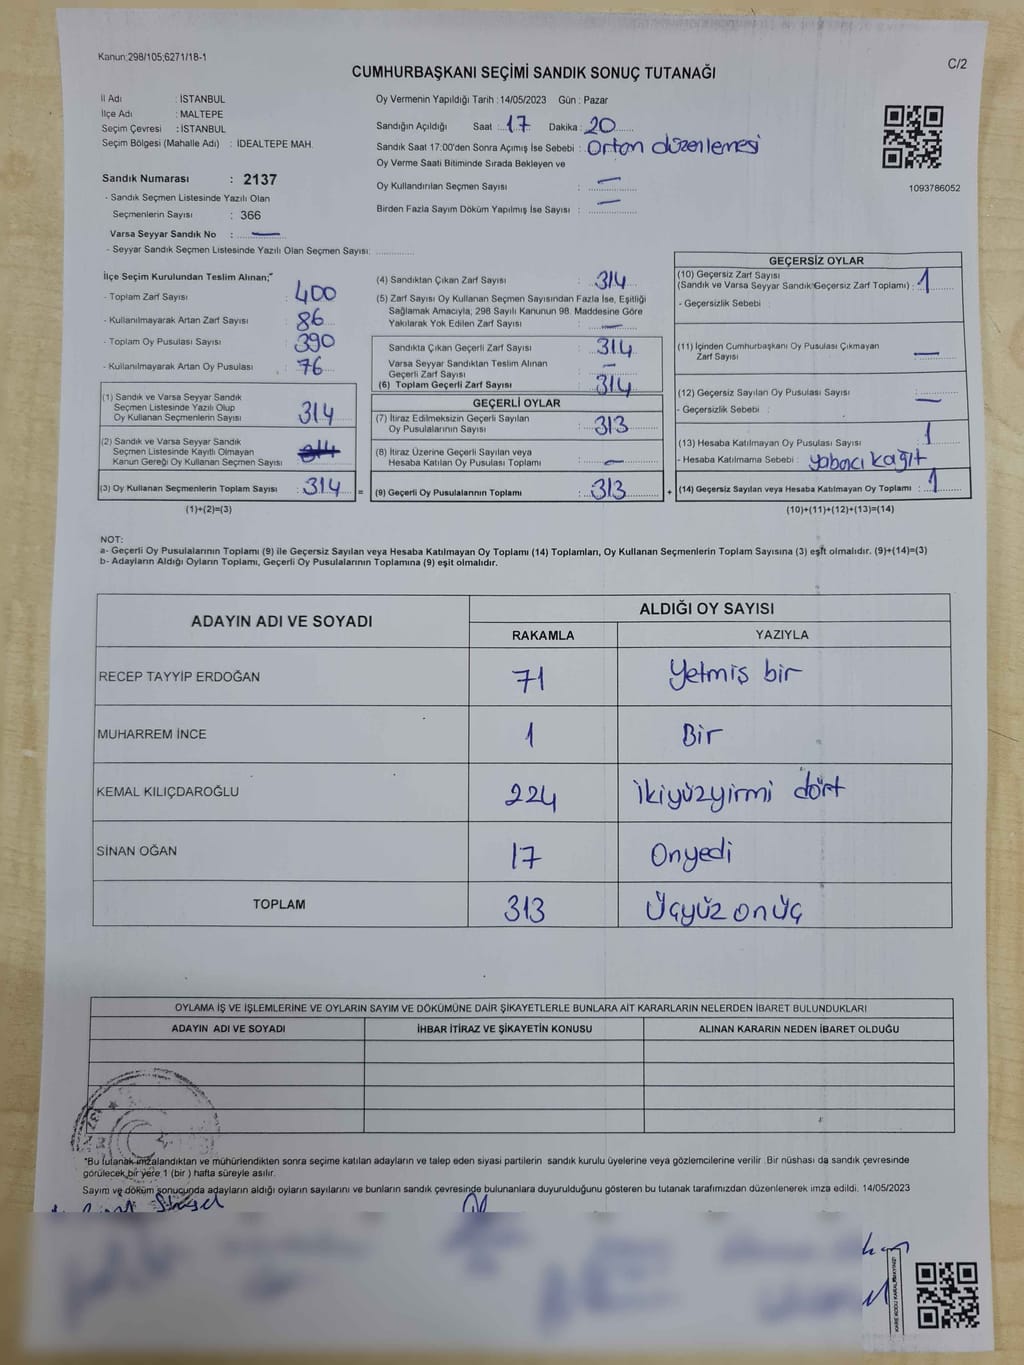 Kanun;298/105;6271/18-1
C/2
CUMHURBAŞKANI SEÇİMİ SANDIK SONUÇ TUTANAĞI
İl Adı : İSTANBUL
İlçe Adı : MALTEPE
Seçim Çevresi : İSTANBUL
Seçim Bölgesi (Mahalle Adı) : İDEALTEPE MAH.
Sandık Numarası : 2137
- Sandık Seçmen Listesinde Yazılı Olan
Seçmenlerin Sayısı : 366
Varsa Seyyar Sandık No : —
- Seyyar Sandık Seçmen Listesinde Yazılı Olan Seçmen Sayısı: ............
Oy Vermenin Yapıldığı Tarih : 14/05/2023 Gün : Pazar
Sandığın Açıldığı Saat : 17 Dakika : 20
Sandık Saat 17:00'den Sonra Açımış İse Sebebi : Ortan düzenlemesi
Oy Verme Saati Bitiminde Sırada Bekleyen ve
Oy Kullandırılan Seçmen Sayısı : —
Birden Fazla Sayım Döküm Yapılmış İse Sayısı : —
1093786052
İlçe Seçim Kurulundan Teslim Alınan;
- Toplam Zarf Sayısı : 400
- Kullanılmayarak Artan Zarf Sayısı : 86
- Toplam Oy Pusulası Sayısı : 390
- Kullanılmayarak Artan Oy Pusulası : 76
(1) Sandık ve Varsa Seyyar Sandık
Seçmen Listesinde Yazılı Olup
Oy Kullanan Seçmenlerin Sayısı : 314
(2) Sandık ve Varsa Seyyar Sandık
Seçmen Listesinde Kayıtlı Olmayan
Kanun Gereği Oy Kullanan Seçmen Sayısı : 314
(3) Oy Kullanan Seçmenlerin Toplam Sayısı : 314 =
(1)+(2)=(3)
(4) Sandıktan Çıkan Zarf Sayısı : 314
(5) Zarf Sayısı Oy Kullanan Seçmen Sayısından Fazla İse, Eşitliği
Sağlamak Amacıyla; 298 Sayılı Kanunun 98. Maddesine Göre
Yakılarak Yok Edilen Zarf Sayısı : —
Sandıkta Çıkan Geçerli Zarf Sayısı : 314
Varsa Seyyar Sandıktan Teslim Alınan
Geçerli Zarf Sayısı : —
(6) Toplam Geçerli Zarf Sayısı : 314
GEÇERLİ OYLAR
(7) İtiraz Edilmeksizin Geçerli Sayılan
Oy Pusulalarının Sayısı : 313
(8) İtiraz Üzerine Geçerli Sayılan veya
Hesaba Katılan Oy Pusulası Toplamı : —
(9) Geçerli Oy Pusulalarının Toplamı : 313 +
GEÇERSİZ OYLAR
(10) Geçersiz Zarf Sayısı
(Sandık ve Varsa Seyyar Sandık Geçersiz Zarf Toplamı) : 1
- Geçersizlik Sebebi :
(11) İçinden Cumhurbaşkanı Oy Pusulası Çıkmayan
Zarf Sayısı : —
(12) Geçersiz Sayılan Oy Pusulası Sayısı : —
- Geçersizlik Sebebi :
(13) Hesaba Katılmayan Oy Pusulası Sayısı : 1
- Hesaba Katılmama Sebebi : yabacı kağıt
(14) Geçersiz Sayılan veya Hesaba Katılmayan Oy Toplamı : 1
(10)+(11)+(12)+(13)=(14)
NOT:
a- Geçerli Oy Pusulalarının Toplamı (9) ile Geçersiz Sayılan veya Hesaba Katılmayan Oy Toplamı (14) Toplamları, Oy Kullanan Seçmenlerin Toplam Sayısına (3) eşit olmalıdır. (9)+(14)=(3)
b- Adayların Aldığı Oyların Toplamı, Geçerli Oy Pusulalarının Toplamına (9) eşit olmalıdır.
ADAYIN ADI VE SOYADI ALDIĞI OY SAYISI
RAKAMLA YAZIYLA
RECEP TAYYİP ERDOĞAN 71 Yetmiş bir
MUHARREM İNCE 1 Bir
KEMAL KILIÇDAROĞLU 224 ikiyüzyirmi dört
SİNAN OĞAN 17 Onyedi
TOPLAM 313 Üçyüz onüç
OYLAMA İŞ VE İŞLEMLERİNE VE OYLARIN SAYIM VE DÖKÜMÜNE DAİR ŞİKAYETLERLE BUNLARA AİT KARARLARIN NELERDEN İBARET BULUNDUKLARI
ADAYIN ADI VE SOYADI İHBAR İTİRAZ VE ŞİKAYETİN KONUSU ALINAN KARARIN NEDEN İBARET OLDUĞU
*Bu tutanak imzalandıktan ve mühürlendikten sonra seçime katılan adayların ve talep eden siyasi partilerin sandık kurulu üyelerine veya gözlemcilerine verilir. Bir nüshası da sandık çevresinde
görülecek bir yere 1 (bir ) hafta süreyle asılır.
Sayım ve döküm sonucunda adayların aldığı oyların sayılarını ve bunların sandık çevresinde bulunanlara duyurulduğunu gösteren bu tutanak tarafımızdan düzenlenerek imza edildi. 14/05/2023